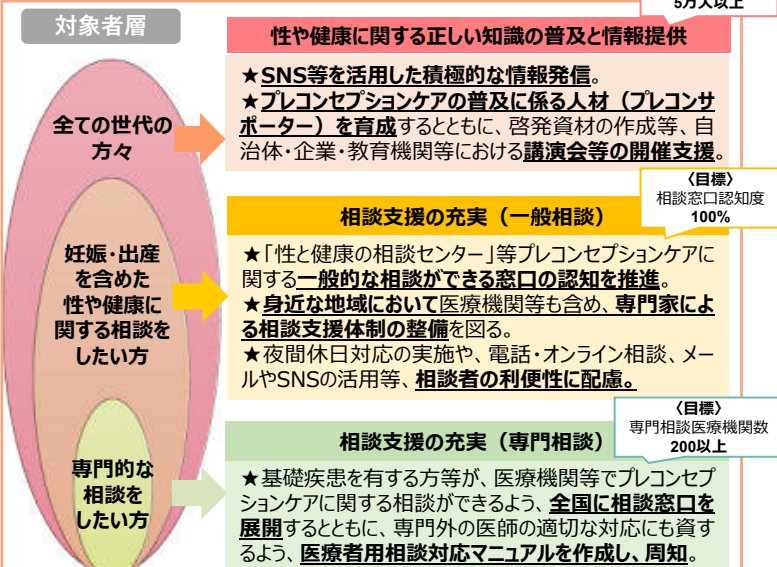 5万人以上
対象者層
性や健康に関する正しい知識の普及と情報提供
★SNS等を活用した積極的な情報発信。
★プレコンセプションケアの普及に係る人材（プレコンサ
ポーター）を育成するとともに、啓発資材の作成等、自
治体・企業・教育機関等における講演会等の開催支援。
全ての世代の
方々
〈目標〉
相談窓口認知度
100%
相談支援の充実（一般相談）
★「性と健康の相談センター」等プレコンセプションケアに
関する一般的な相談ができる窓口の認知を推進。
★身近な地域において医療機関等も含め、専門家によ
る相談支援体制の整備を図る。
★夜間休日対応の実施や、電話・オンライン相談、メー
ルやSNSの活用等、相談者の利便性に配慮。
妊娠・出産
を含めた
性や健康に
関する相談を
したい方
〈目標〉
専門相談医療機関数
200以上
相談支援の充実（専門相談）
★基礎疾患を有する方等が、医療機関等でプレコンセプ
ションケアに関する相談ができるよう、全国に相談窓口を
展開するとともに、専門外の医師の適切な対応にも資す
るよう、医療者用相談対応マニュアルを作成し、周知。
専門的な
相談を
したい方